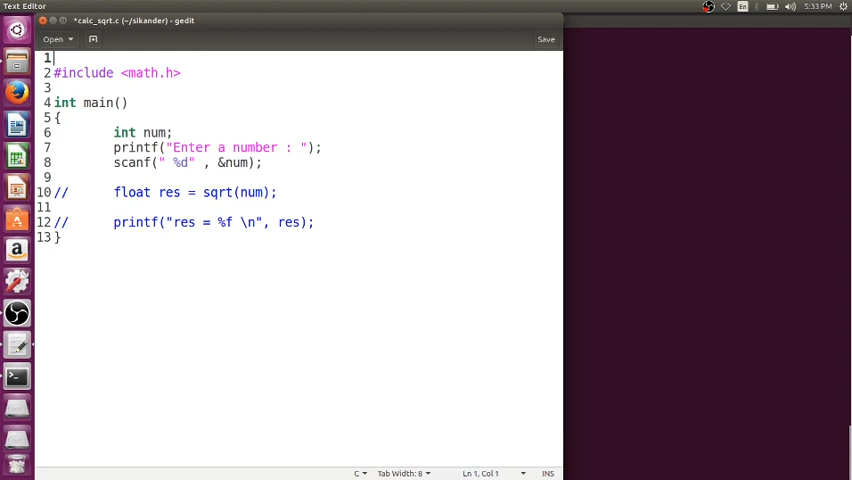 Text Editor
En
5:33 PM
*calc_sqrt.c (~/sikander) - gedit
Open
Save
1
2 #include <math.h>
3
4 int main()
5 {
6 int num;
7 printf("Enter a number : ");
8 scanf(" %d" , &num);
9
10 // float res = sqrt(num);
11
12 // printf("res = %f \n", res);
13 }
C
Tab Width: 8
Ln 1, Col 1
INS